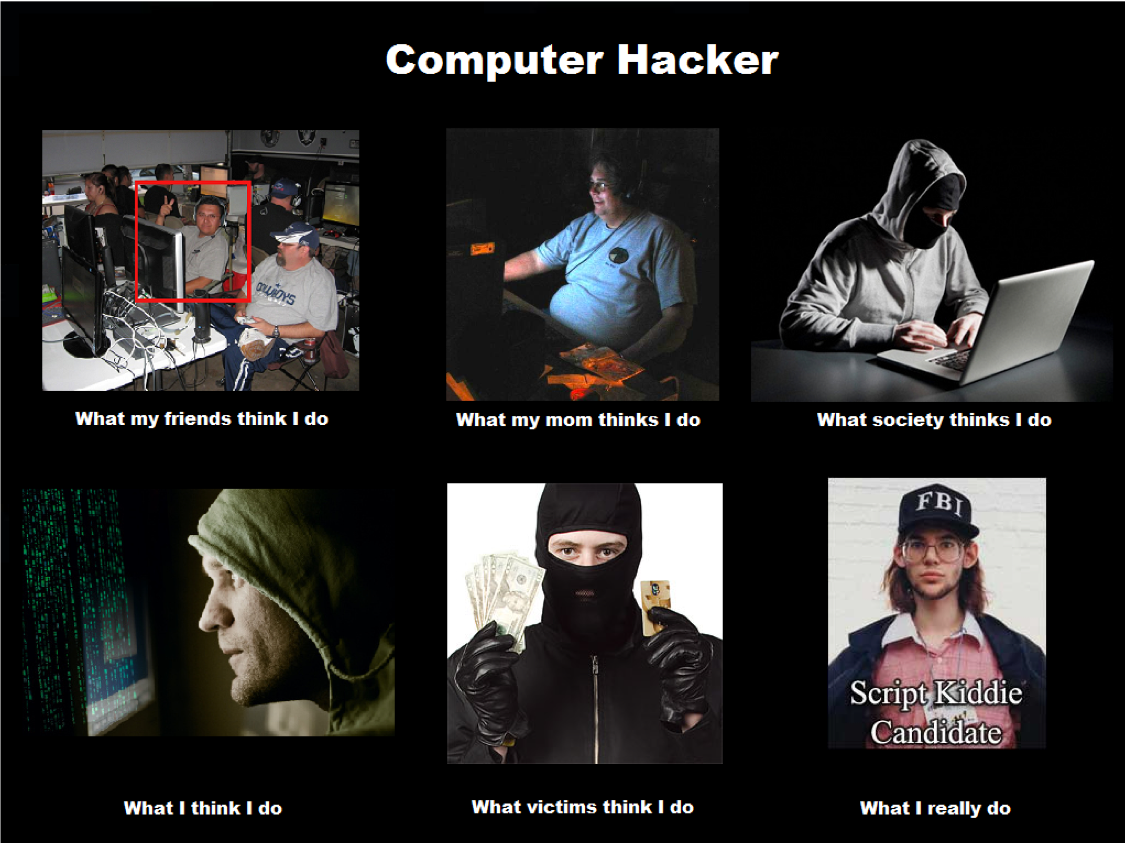 Computer Hacker
COWBOYS
What my friends think I do
What my mom thinks I do
What society thinks I do
FBI
Script Kiddie
Candidate
What I think I do
What victims think I do
What I really do